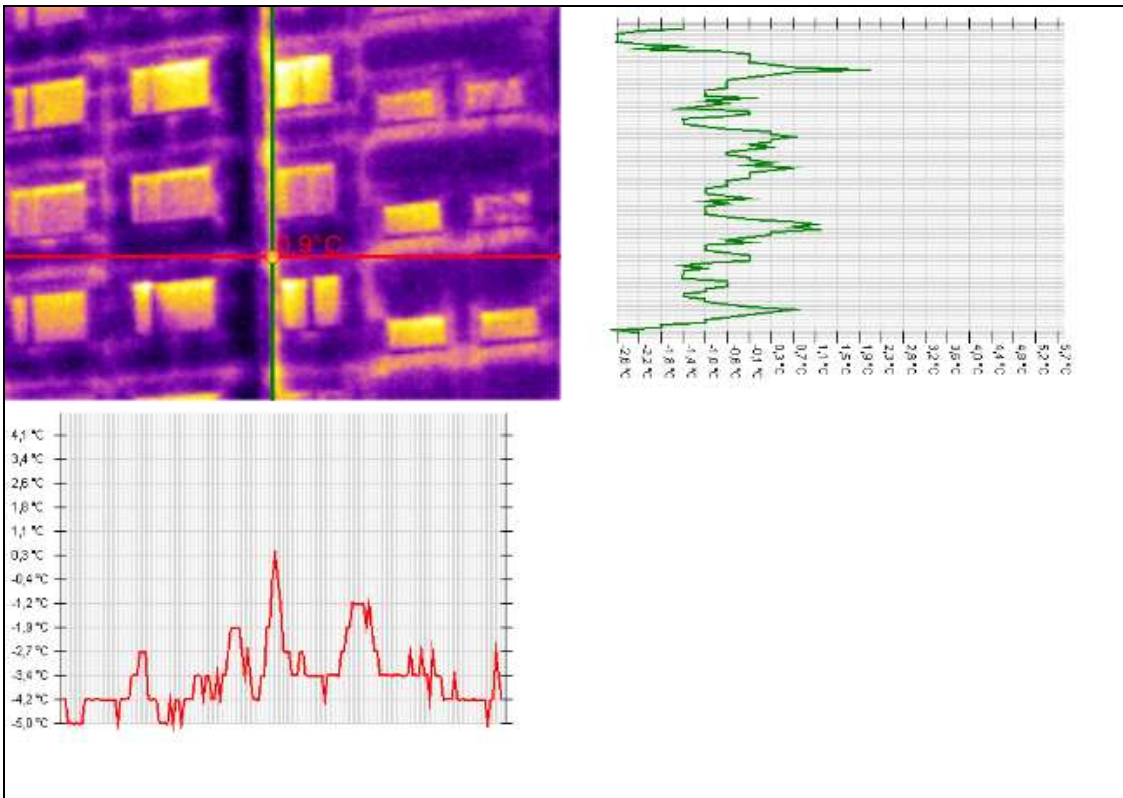 0.9°C
-2,6 °C
-2,2 °C
-1,8 °C
-1,4 °C
-1,0 °C
-0,6 °C
-0,1 °C
0,3 °C
0,7 °C
1,1 °C
1,5 °C
1,9 °C
2,4 °C
2,8 °C
3,2 °C
3,6 °C
4,0 °C
4,4 °C
4,8 °C
5,2 °C
5,7 °C
4,1 °C
3,4 °C
2,6 °C
1,8 °C
1,1 °C
0,3 °C
-0,4 °C
-1,2 °C
-1,9 °C
-2,7 °C
-3,4 °C
-4,2 °C
-5,0 °C